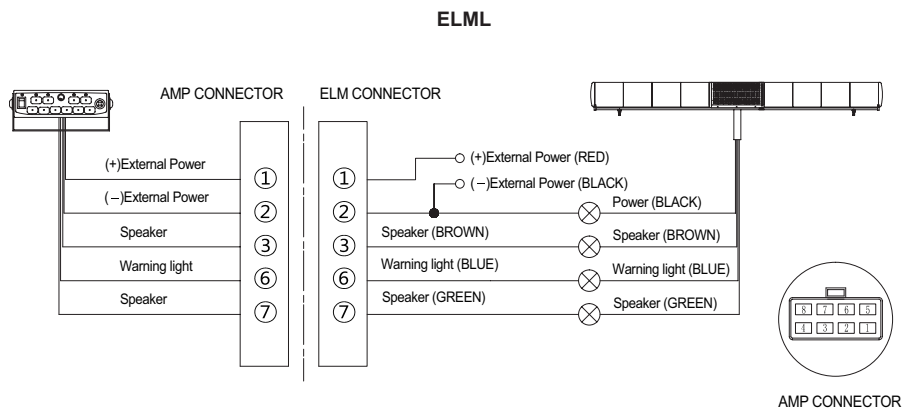 ELML
AMP CONNECTOR
ELM CONNECTOR
(+)External Power
(−)External Power
Speaker
Warning light
Speaker
1
2
3
6
7
1
2
3
6
7
(+)External Power (RED)
(−)External Power (BLACK)
Speaker (BROWN)
Warning light (BLUE)
Speaker (GREEN)
Power (BLACK)
Speaker (BROWN)
Warning light (BLUE)
Speaker (GREEN)
8 7 6 5
4 3 2 1
AMP CONNECTOR